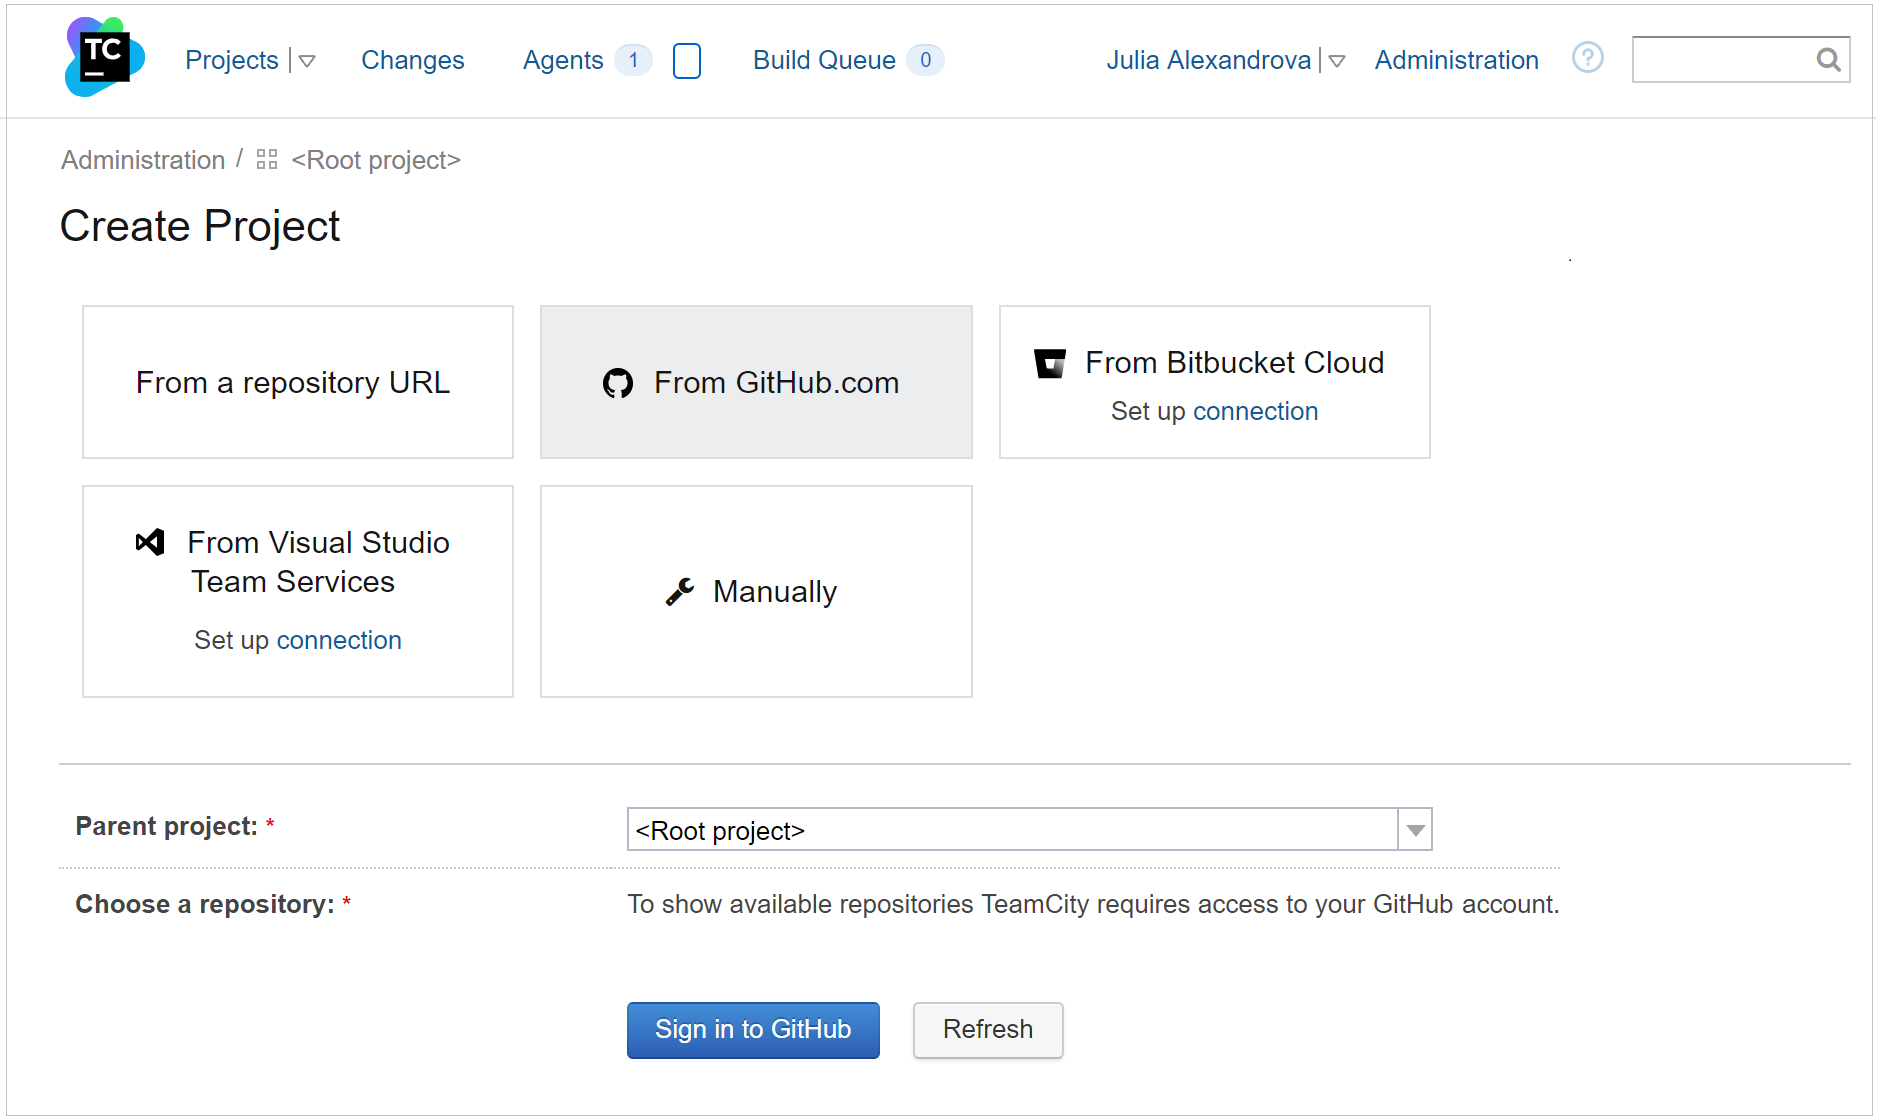 TC
Projects Changes Agents 1 Build Queue 0 Julia Alexandrova Administration ?
Administration / <Root project>
Create Project
From a repository URL
From GitHub.com
From Bitbucket Cloud
Set up connection
From Visual Studio
Team Services
Set up connection
Manually
Parent project: *
<Root project>
Choose a repository: *
To show available repositories TeamCity requires access to your GitHub account.
Sign in to GitHub
Refresh